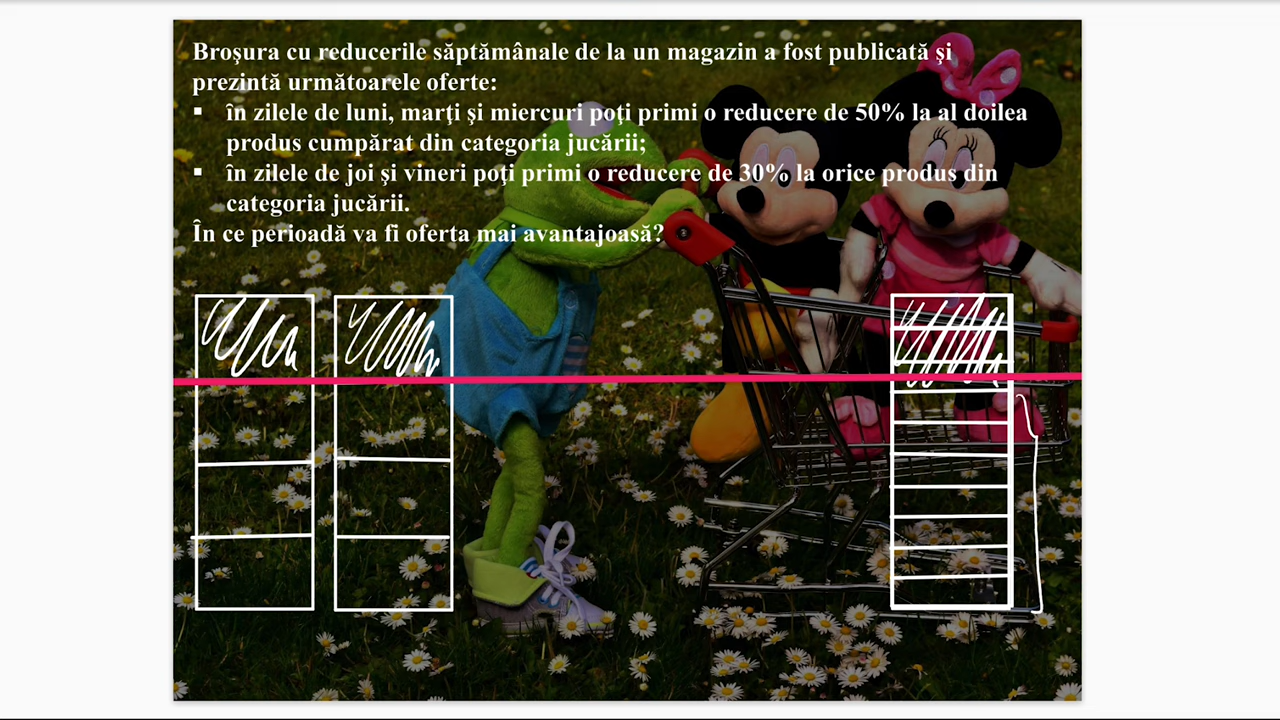 Broşura cu reducerile săptămânale de la un magazin a fost publicată şi
prezintă următoarele oferte:
▪ în zilele de luni, marţi şi miercuri poţi primi o reducere de 50% la al doilea
produs cumpărat din categoria jucării;
▪ în zilele de joi şi vineri poţi primi o reducere de 30% la orice produs din
categoria jucării.
În ce perioadă va fi oferta mai avantajoasă?